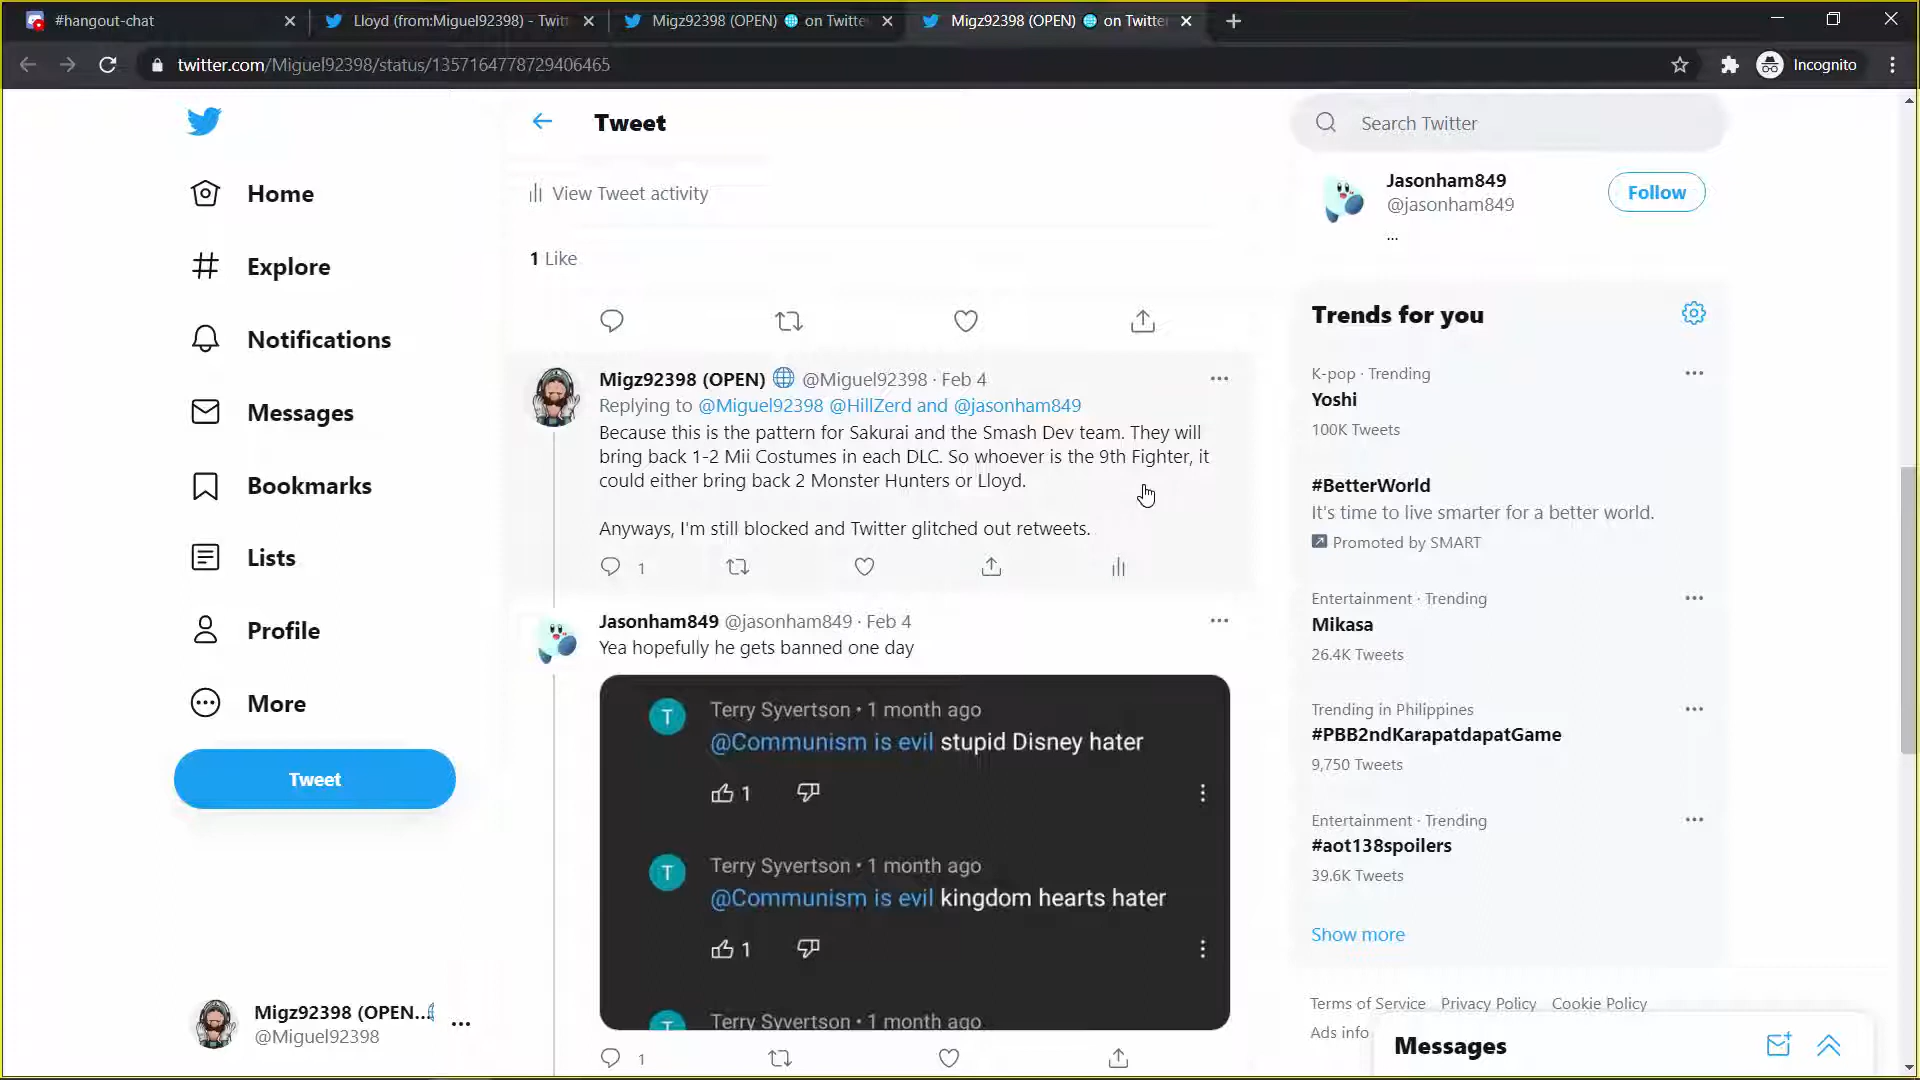 #hangout-chat
Lloyd (from:Miguel92398) - Twitt
Migz92398 (OPEN) 🌐 on Twitte
Migz92398 (OPEN) 🌐 on Twitte
twitter.com/Miguel92398/status/1357164778729406465
Incognito
Home
Explore
Notifications
Messages
Bookmarks
Lists
Profile
More
Tweet
Migz92398 (OPEN...
@Miguel92398
Tweet
View Tweet activity
1 Like
Migz92398 (OPEN) 🌐 @Miguel92398 · Feb 4
Replying to @Miguel92398 @HillZerd and @jasonham849
Because this is the pattern for Sakurai and the Smash Dev team. They will
bring back 1-2 Mii Costumes in each DLC. So whoever is the 9th Fighter, it
could either bring back 2 Monster Hunters or Lloyd.
Anyways, I'm still blocked and Twitter glitched out retweets.
1
Jasonham849 @jasonham849 · Feb 4
Yea hopefully he gets banned one day
T
Terry Syvertson • 1 month ago
@Communism is evil stupid Disney hater
1
T
Terry Syvertson • 1 month ago
@Communism is evil kingdom hearts hater
1
Terry Syvertson • 1 month ago
1
Search Twitter
Jasonham849
@jasonham849
Follow
...
Trends for you
K-pop · Trending
Yoshi
100K Tweets
#BetterWorld
It's time to live smarter for a better world.
Promoted by SMART
Entertainment · Trending
Mikasa
26.4K Tweets
Trending in Philippines
#PBB2ndKarapatdapatGame
9,750 Tweets
Entertainment · Trending
#aot138spoilers
39.6K Tweets
Show more
Terms of Service Privacy Policy Cookie Policy
Ads info
Messages